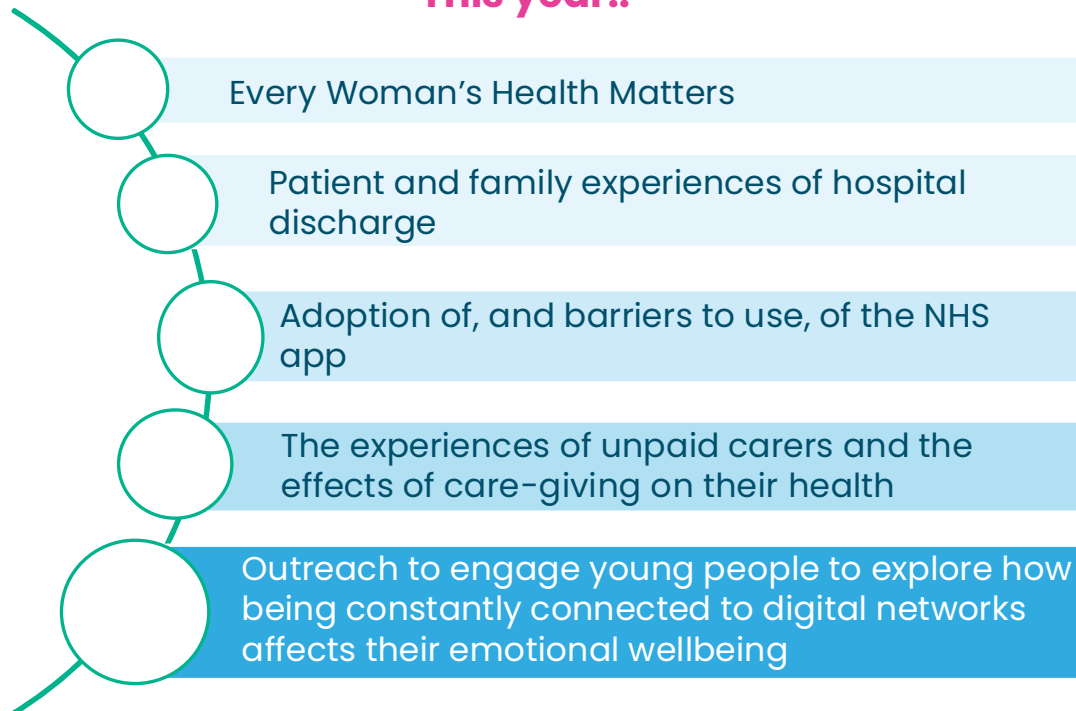 This year..
Every Woman's Health Matters
Patient and family experiences of hospital
discharge
Adoption of, and barriers to use, of the NHS
app
The experiences of unpaid carers and the
effects of care-giving on their health
Outreach to engage young people to explore how
being constantly connected to digital networks
affects their emotional wellbeing